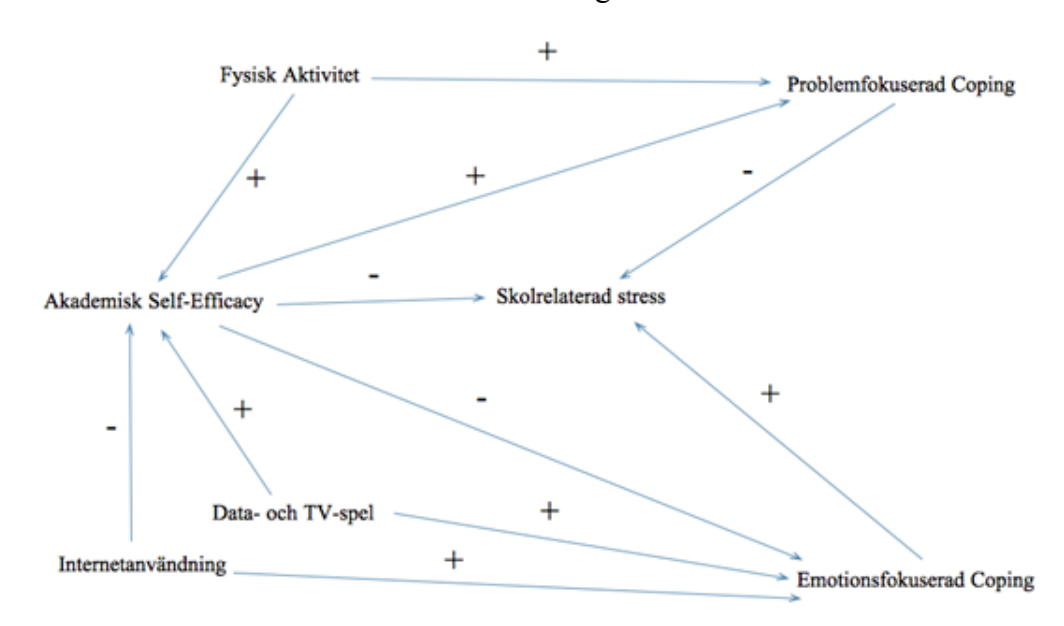 +
Fysisk Aktivitet
Problemfokuserad Coping
+
+
-
-
Akademisk Self-Efficacy
Skolrelaterad stress
-
+
+
-
Data- och TV-spel
+
+
Internetanvändning
Emotionsfokuserad Coping